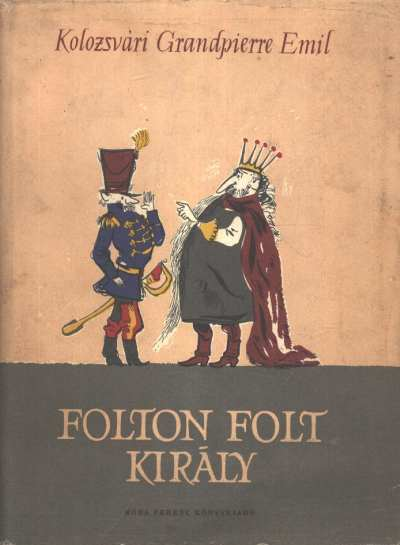 Kolozsvári Grandpierre Emil
FOLTON FOLT
KIRÁLY
MÓRA FERENC KÖNYVKIADÓ